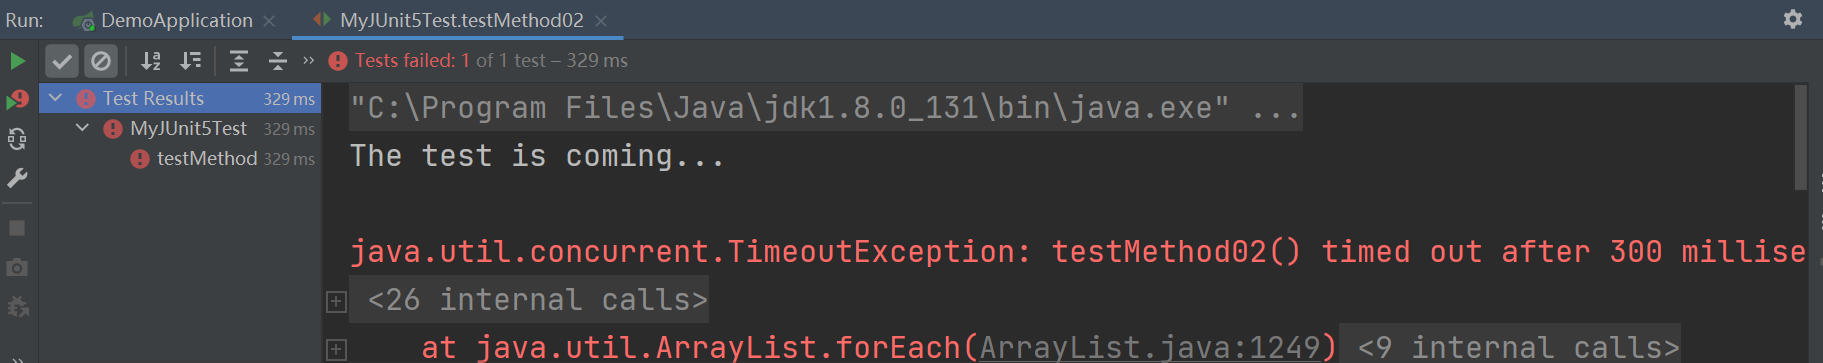 Run: DemoApplication × MyJUnit5Test.testMethod02 ×
» Tests failed: 1 of 1 test – 329 ms
Test Results 329 ms
MyJUnit5Test 329 ms
testMethod 329 ms
"C:\Program Files\Java\jdk1.8.0_131\bin\java.exe" ...
The test is coming...
java.util.concurrent.TimeoutException: testMethod02() timed out after 300 millise
<26 internal calls>
at java.util.ArrayList.forEach(ArrayList.java:1249) <9 internal calls>